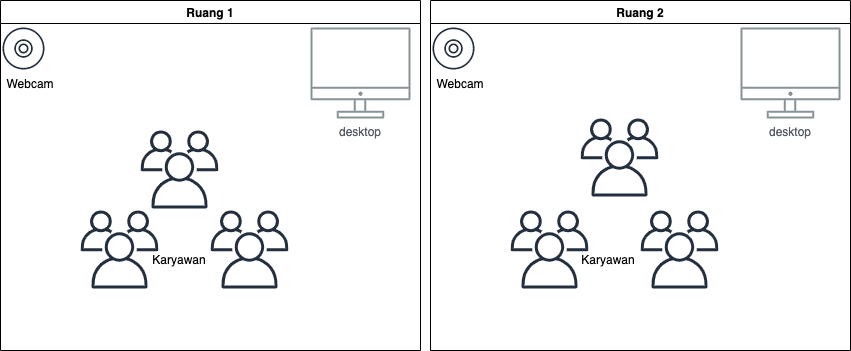 Ruang 1
Webcam
desktop
Karyawan
Ruang 2
Webcam
desktop
Karyawan